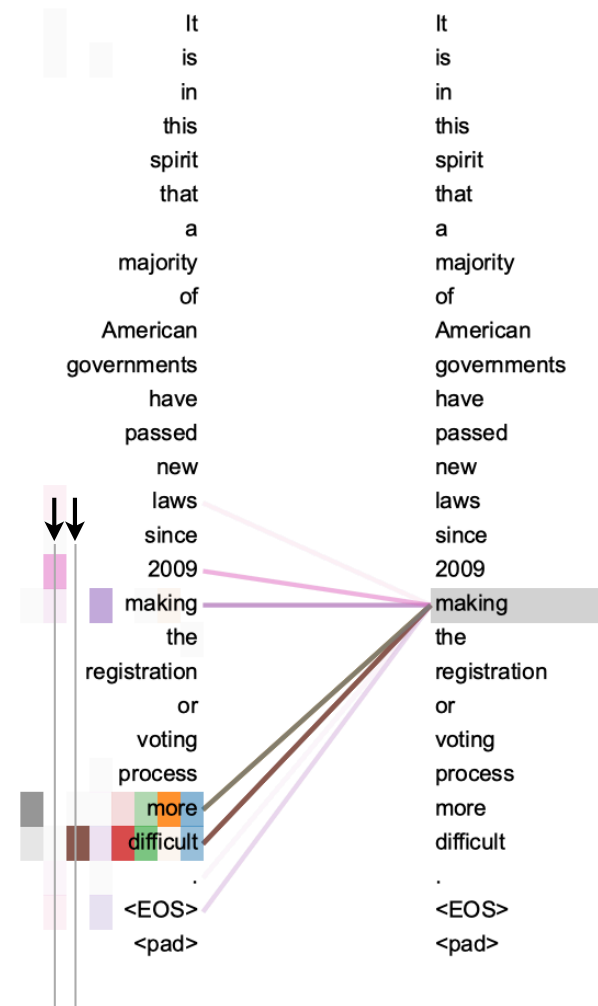 It It
is is
in in
this this
spirit spirit
that that
a a
majority majority
of of
American American
governments governments
have have
passed passed
new new
laws laws
since since
2009 2009
making making
the the
registration registration
or or
voting voting
process process
more more
difficult difficult
. .
<EOS> <EOS>
<pad> <pad>